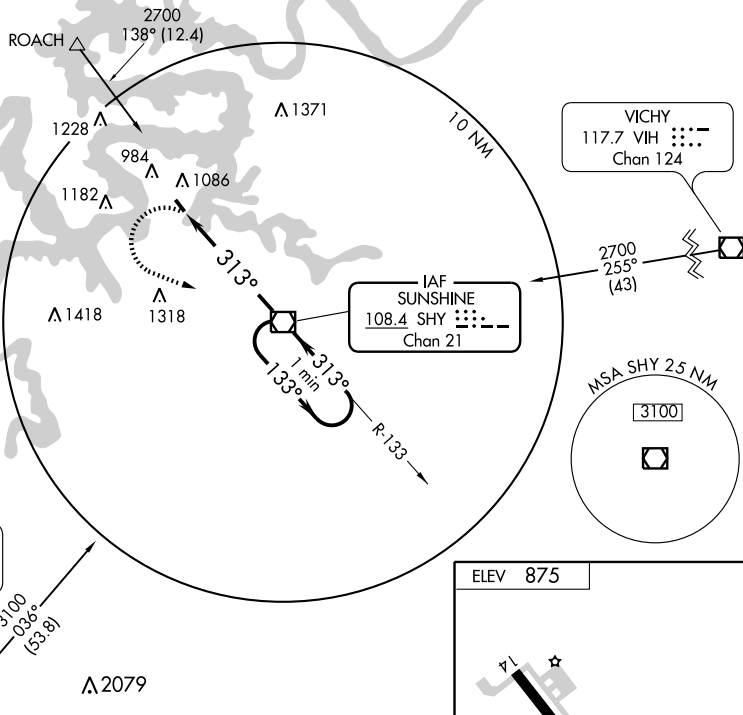 2700
138° (12.4)
ROACH
1228
1371
10 NM
984
1086
1182
313°
1418
1318
IAF
SUNSHINE
108.4 SHY
Chan 21
VICHY
117.7 VIH
Chan 124
2700
255°
(43)
1 min
313°
133°
R-133
MSA SHY 25 NM
3100
3100
036°
(53.8)
2079
ELEV 875
14